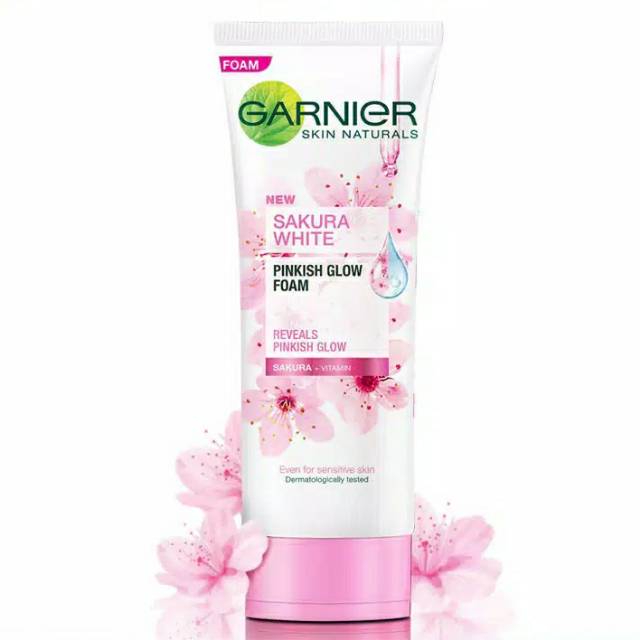 FOAM
GARNIER
SKIN NATURALS
NEW
SAKURA
WHITE
PINKISH GLOW
FOAM
REVEALS
PINKISH GLOW
SAKURA + VITAMIN
Even for sensitive skin
Dermatologically tested